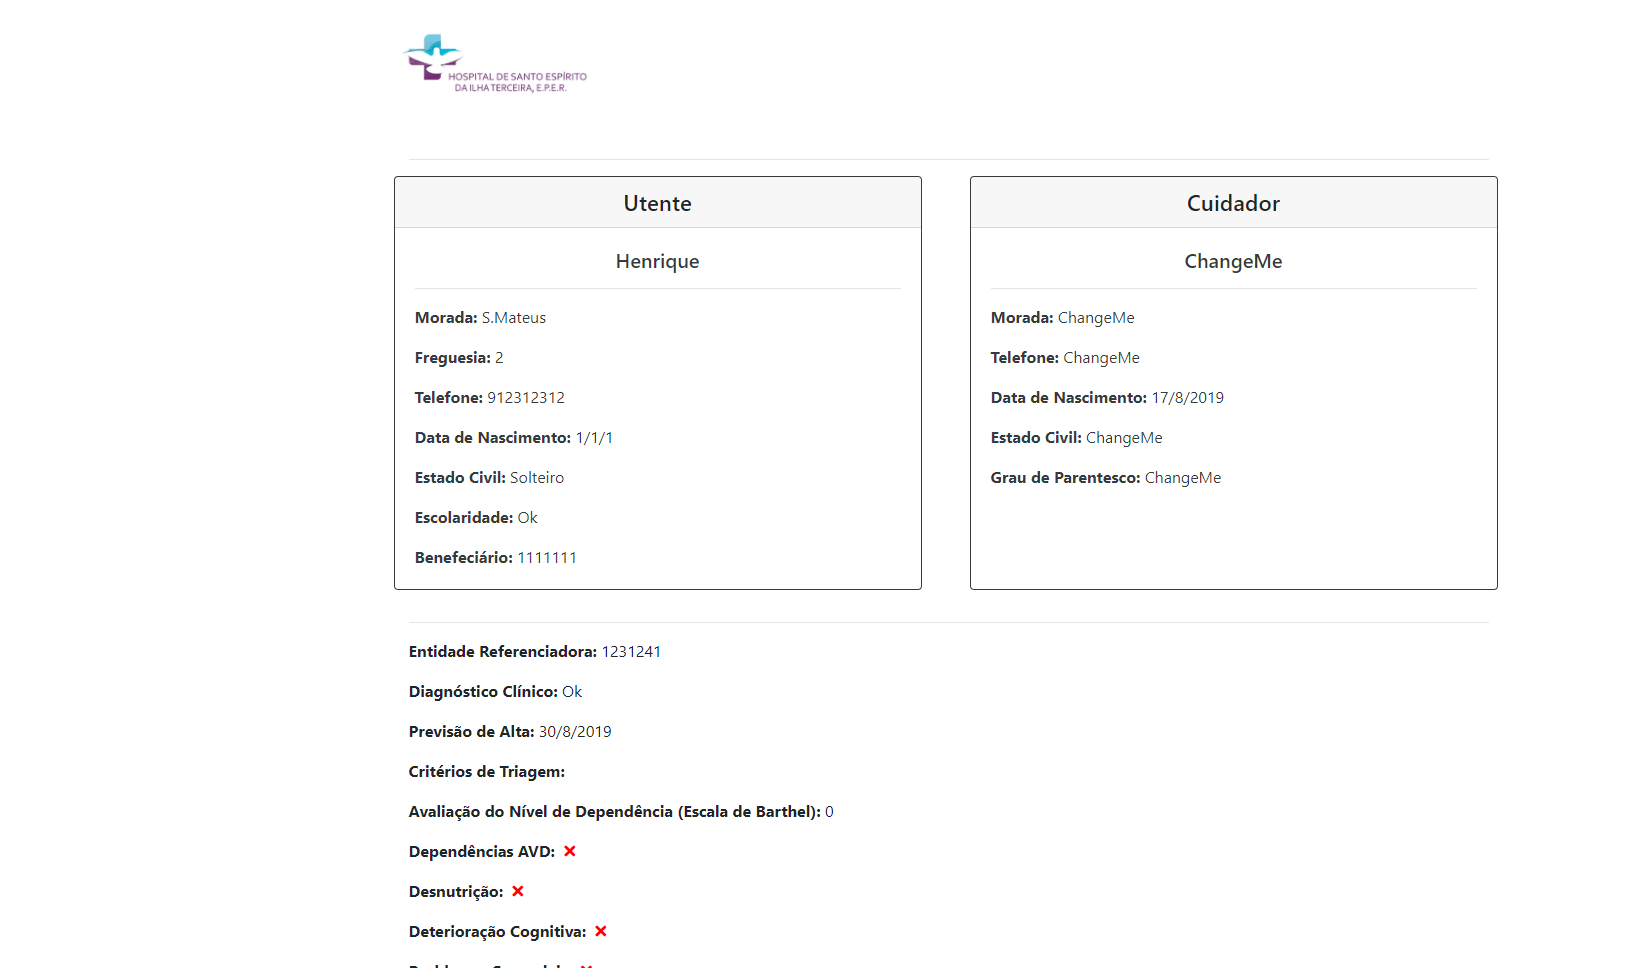 HOSPITAL DE SANTO ESPÍRITO
DA ILHA TERCEIRA, E.P.E.R.
Utente
Henrique
Morada: S.Mateus
Freguesia: 2
Telefone: 912312312
Data de Nascimento: 1/1/1
Estado Civil: Solteiro
Escolaridade: Ok
Benefeciário: 1111111
Cuidador
ChangeMe
Morada: ChangeMe
Telefone: ChangeMe
Data de Nascimento: 17/8/2019
Estado Civil: ChangeMe
Grau de Parentesco: ChangeMe
Entidade Referenciadora: 1231241
Diagnóstico Clínico: Ok
Previsão de Alta: 30/8/2019
Critérios de Triagem:
Avaliação do Nível de Dependência (Escala de Barthel): 0
Dependências AVD:
Desnutrição:
Deterioração Cognitiva: